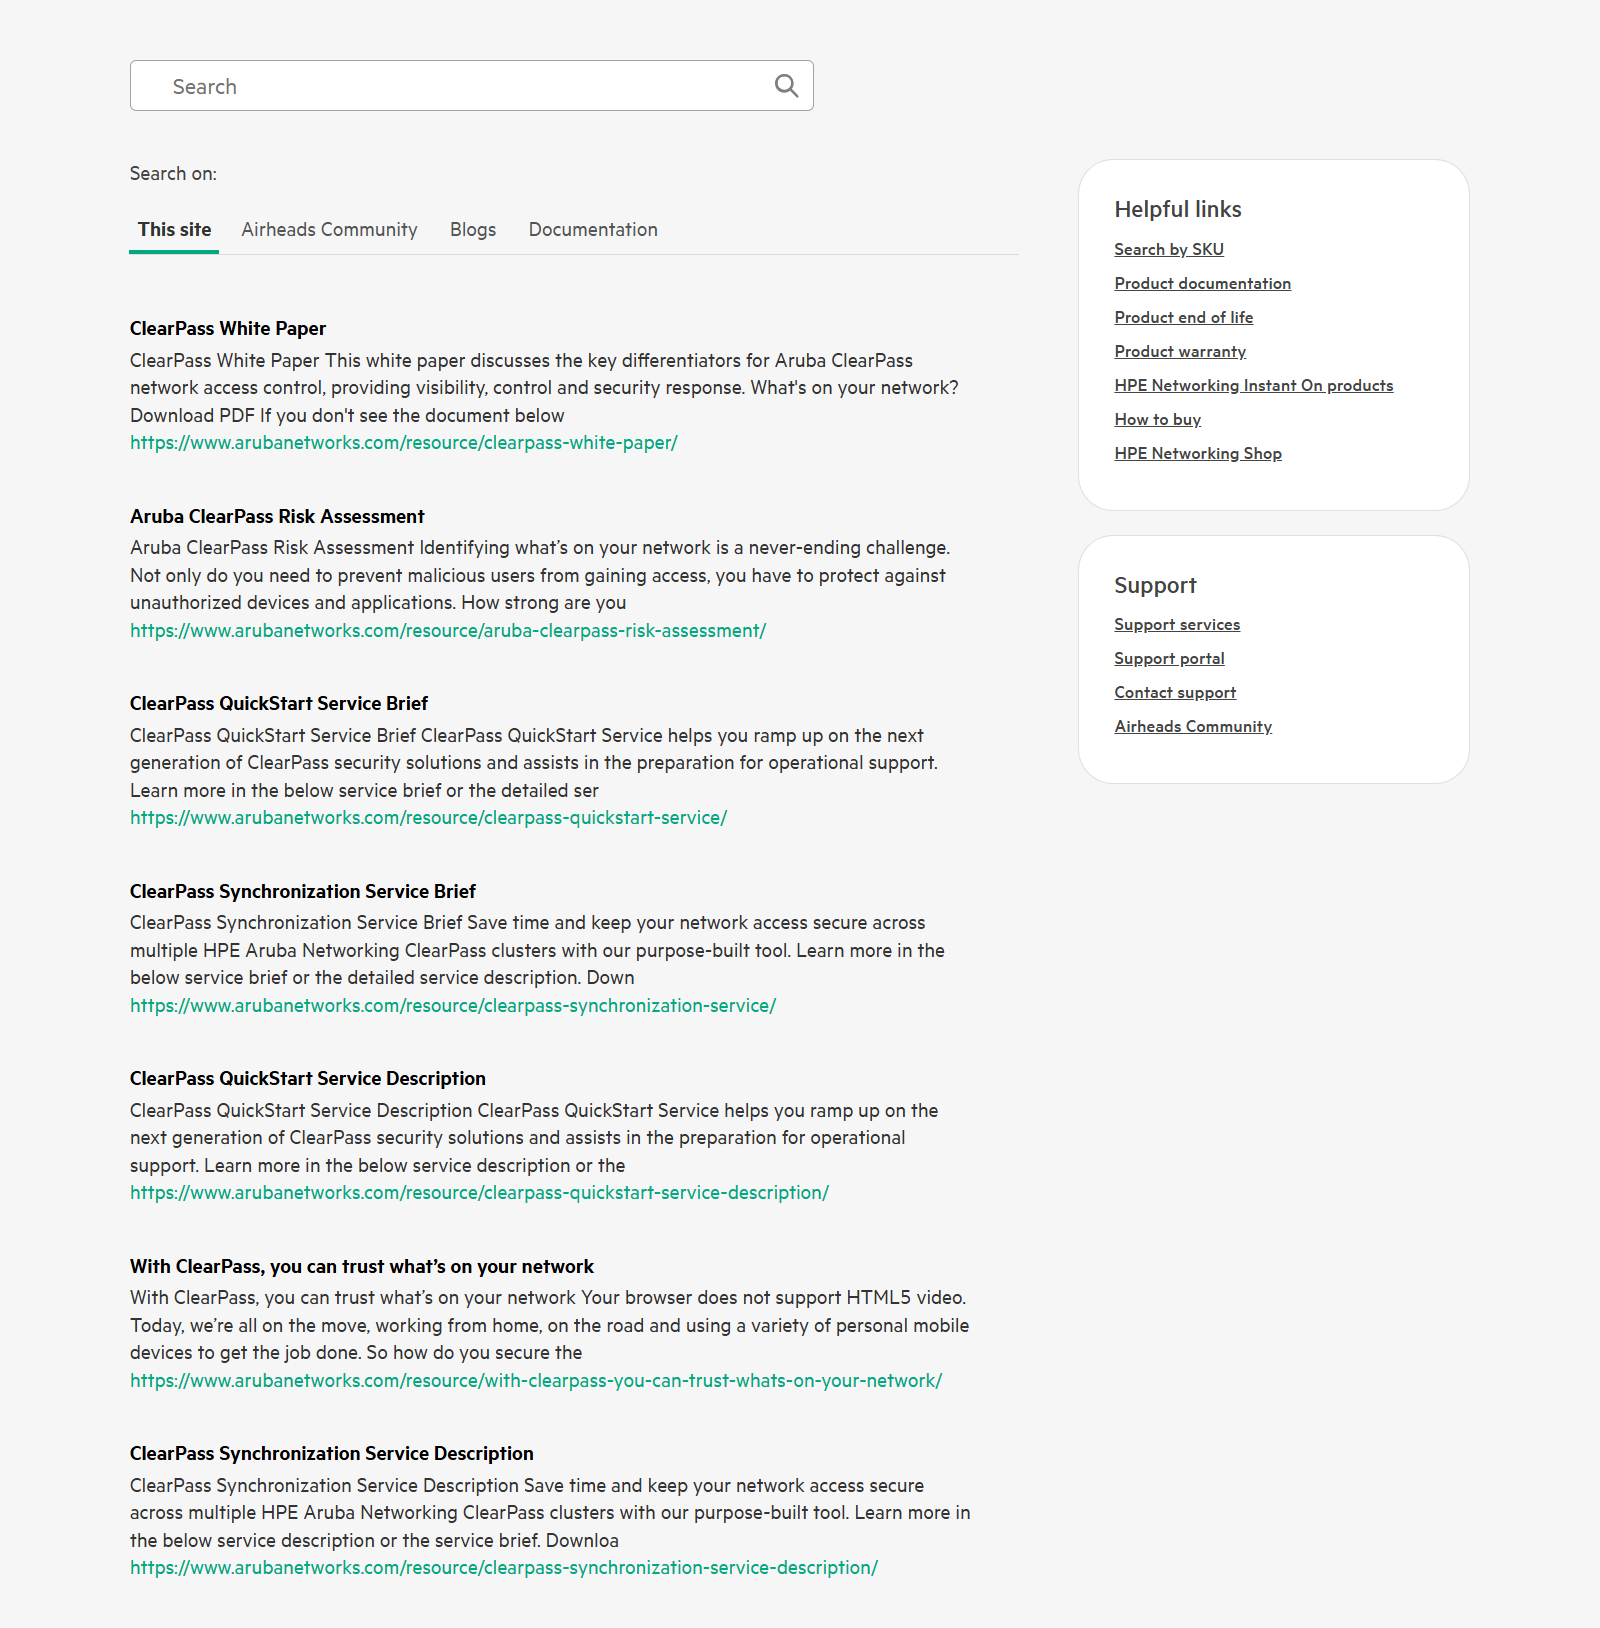 Search
Search on:
This site
Airheads Community
Blogs
Documentation
ClearPass White Paper
ClearPass White Paper This white paper discusses the key differentiators for Aruba ClearPass
network access control, providing visibility, control and security response. What's on your network?
Download PDF If you don't see the document below
https://www.arubanetworks.com/resource/clearpass-white-paper/
Aruba ClearPass Risk Assessment
Aruba ClearPass Risk Assessment Identifying what’s on your network is a never-ending challenge.
Not only do you need to prevent malicious users from gaining access, you have to protect against
unauthorized devices and applications. How strong are you
https://www.arubanetworks.com/resource/aruba-clearpass-risk-assessment/
ClearPass QuickStart Service Brief
ClearPass QuickStart Service Brief ClearPass QuickStart Service helps you ramp up on the next
generation of ClearPass security solutions and assists in the preparation for operational support.
Learn more in the below service brief or the detailed ser
https://www.arubanetworks.com/resource/clearpass-quickstart-service/
ClearPass Synchronization Service Brief
ClearPass Synchronization Service Brief Save time and keep your network access secure across
multiple HPE Aruba Networking ClearPass clusters with our purpose-built tool. Learn more in the
below service brief or the detailed service description. Down
https://www.arubanetworks.com/resource/clearpass-synchronization-service/
ClearPass QuickStart Service Description
ClearPass QuickStart Service Description ClearPass QuickStart Service helps you ramp up on the
next generation of ClearPass security solutions and assists in the preparation for operational
support. Learn more in the below service description or the
https://www.arubanetworks.com/resource/clearpass-quickstart-service-description/
With ClearPass, you can trust what’s on your network
With ClearPass, you can trust what’s on your network Your browser does not support HTML5 video.
Today, we’re all on the move, working from home, on the road and using a variety of personal mobile
devices to get the job done. So how do you secure the
https://www.arubanetworks.com/resource/with-clearpass-you-can-trust-whats-on-your-network/
ClearPass Synchronization Service Description
ClearPass Synchronization Service Description Save time and keep your network access secure
across multiple HPE Aruba Networking ClearPass clusters with our purpose-built tool. Learn more in
the below service description or the service brief. Downloa
https://www.arubanetworks.com/resource/clearpass-synchronization-service-description/
Helpful links
Search by SKU
Product documentation
Product end of life
Product warranty
HPE Networking Instant On products
How to buy
HPE Networking Shop
Support
Support services
Support portal
Contact support
Airheads Community